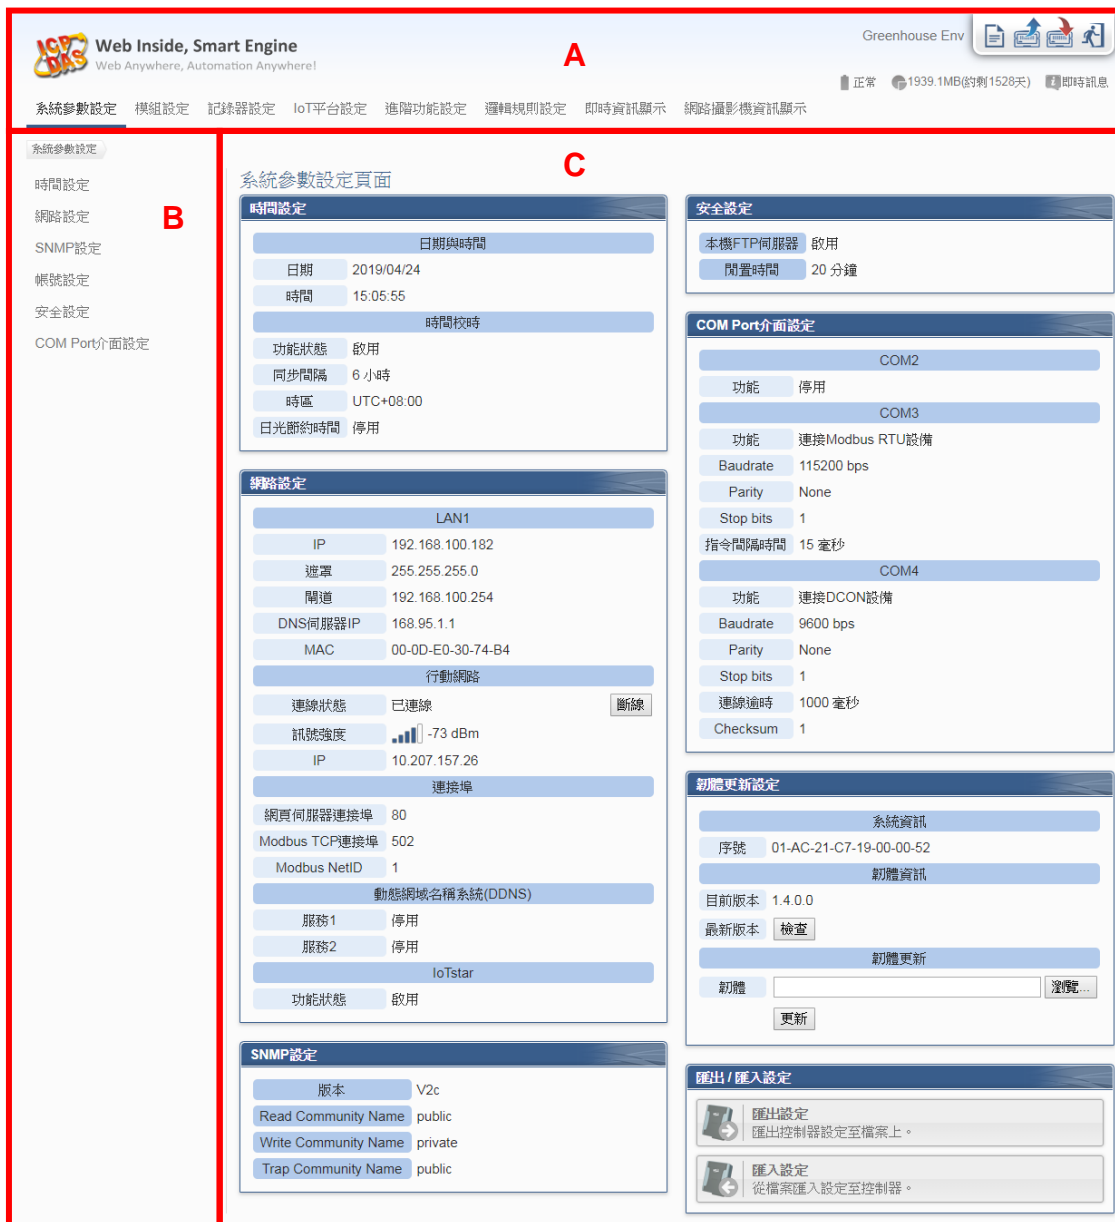 ICP DAS
Web Inside, Smart Engine
Web Anywhere, Automation Anywhere!
A
Greenhouse Env
正常 1939.1MB(約剩1528天) 即時訊息
系統參數設定 模組設定 記錄器設定 IoT平台設定 進階功能設定 邏輯規則設定 即時資訊顯示 網路攝影機資訊顯示
系統參數設定
時間設定
網路設定
SNMP設定
帳號設定
安全設定
COM Port介面設定
B
C
系統參數設定頁面
時間設定
日期與時間
日期 2019/04/24
時間 15:05:55
時間校時
功能狀態 啟用
同步間隔 6 小時
時區 UTC+08:00
日光節約時間 停用
網路設定
LAN1
IP 192.168.100.182
遮罩 255.255.255.0
閘道 192.168.100.254
DNS伺服器IP 168.95.1.1
MAC 00-0D-E0-30-74-B4
行動網路
連線狀態 已連線 斷線
訊號強度 -73 dBm
IP 10.207.157.26
連接埠
網頁伺服器連接埠 80
Modbus TCP連接埠 502
Modbus NetID 1
動態網域名稱系統(DDNS)
服務1 停用
服務2 停用
IoTstar
功能狀態 啟用
SNMP設定
版本 V2c
Read Community Name public
Write Community Name private
Trap Community Name public
安全設定
本機FTP伺服器 啟用
閒置時間 20 分鐘
COM Port介面設定
COM2
功能 停用
COM3
功能 連接Modbus RTU設備
Baudrate 115200 bps
Parity None
Stop bits 1
指令間隔時間 15 毫秒
COM4
功能 連接DCON設備
Baudrate 9600 bps
Parity None
Stop bits 1
連線逾時 1000 毫秒
Checksum 1
韌體更新設定
系統資訊
序號 01-AC-21-C7-19-00-00-52
韌體資訊
目前版本 1.4.0.0
最新版本 檢查
韌體更新
韌體 瀏覽...
更新
匯出 / 匯入設定
匯出設定
匯出控制器設定至檔案上。
匯入設定
從檔案匯入設定至控制器。